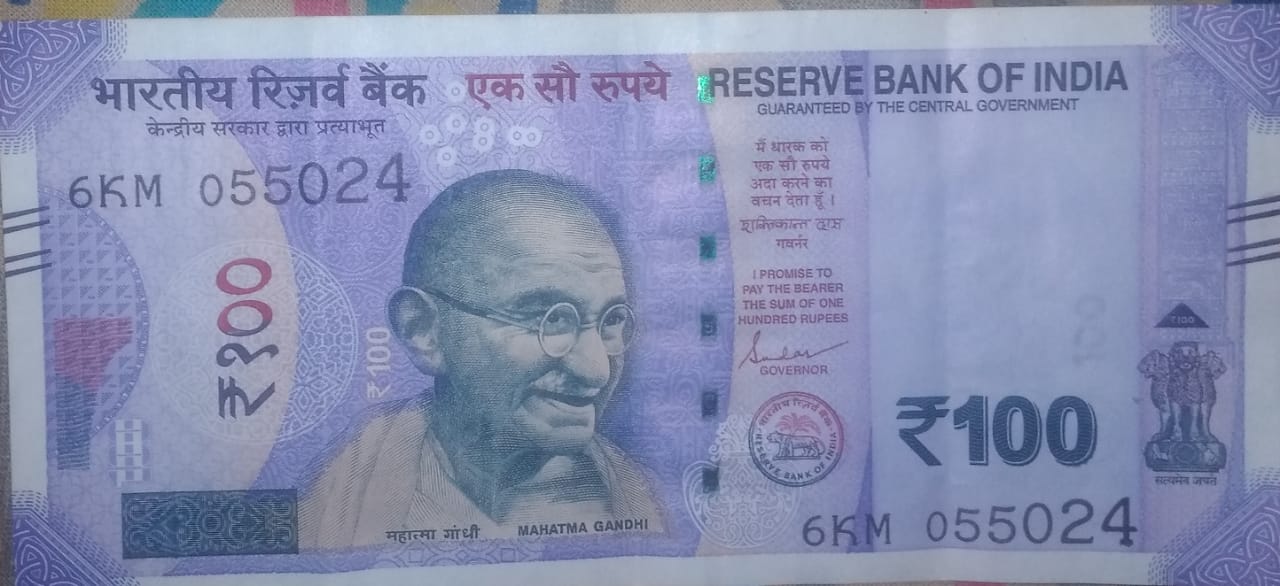 भारतीय रिज़र्व बैंक
केन्द्रीय सरकार द्वारा प्रत्याभूत
एक सौ रुपये
RESERVE BANK OF INDIA
GUARANTEED BY THE CENTRAL GOVERNMENT
6KM 055024
₹१००
₹100
मैं धारक को
एक सौ रुपये
अदा करने का
वचन देता हूँ ।
शक्तिकान्त दास
गवर्नर
I PROMISE TO
PAY THE BEARER
THE SUM OF ONE
HUNDRED RUPEES
GOVERNOR
भारतीय रिज़र्व बैंक
RESERVE BANK OF INDIA
₹100
100
₹100
सत्यमेव जयते
महात्मा गांधी
MAHATMA GANDHI
6KM 055024